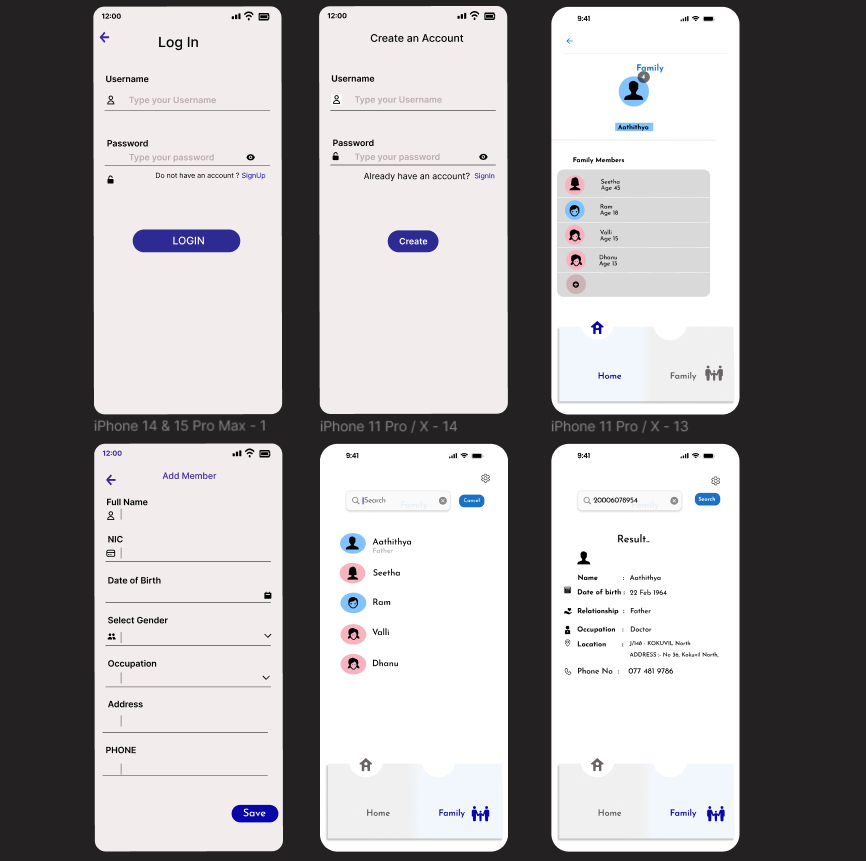 12:00
Log In
Username
Type your Username
Password
Type your password
Do not have an account ? SignUp
LOGIN
iPhone 14 & 15 Pro Max - 1
12:00
Create an Account
Username
Type your Username
Password
Type your password
Already have an account? SignIn
Create
iPhone 11 Pro / X - 14
9:41
Family
4
Aathithya
Family Members
Seetha
Age 45
Ram
Age 18
Valli
Age 15
Dhanu
Age 13
Home
Family
iPhone 11 Pro / X - 13
12:00
Add Member
Full Name
NIC
Date of Birth
Select Gender
Occupation
Address
PHONE
Save
9:41
Search
Family
Cancel
Aathithya
Father
Seetha
Ram
Valli
Dhanu
Home
Family
9:41
20006078954
Family
Search
Result..
Name : Aathithya
Date of birth : 22 Feb 1964
Relationship : Father
Occupation : Doctor
Location : J/148 - KOKUVIL North
ADDRESS :- No 36, Kokuvil North,
Phone No : 077 481 9786
Home
Family